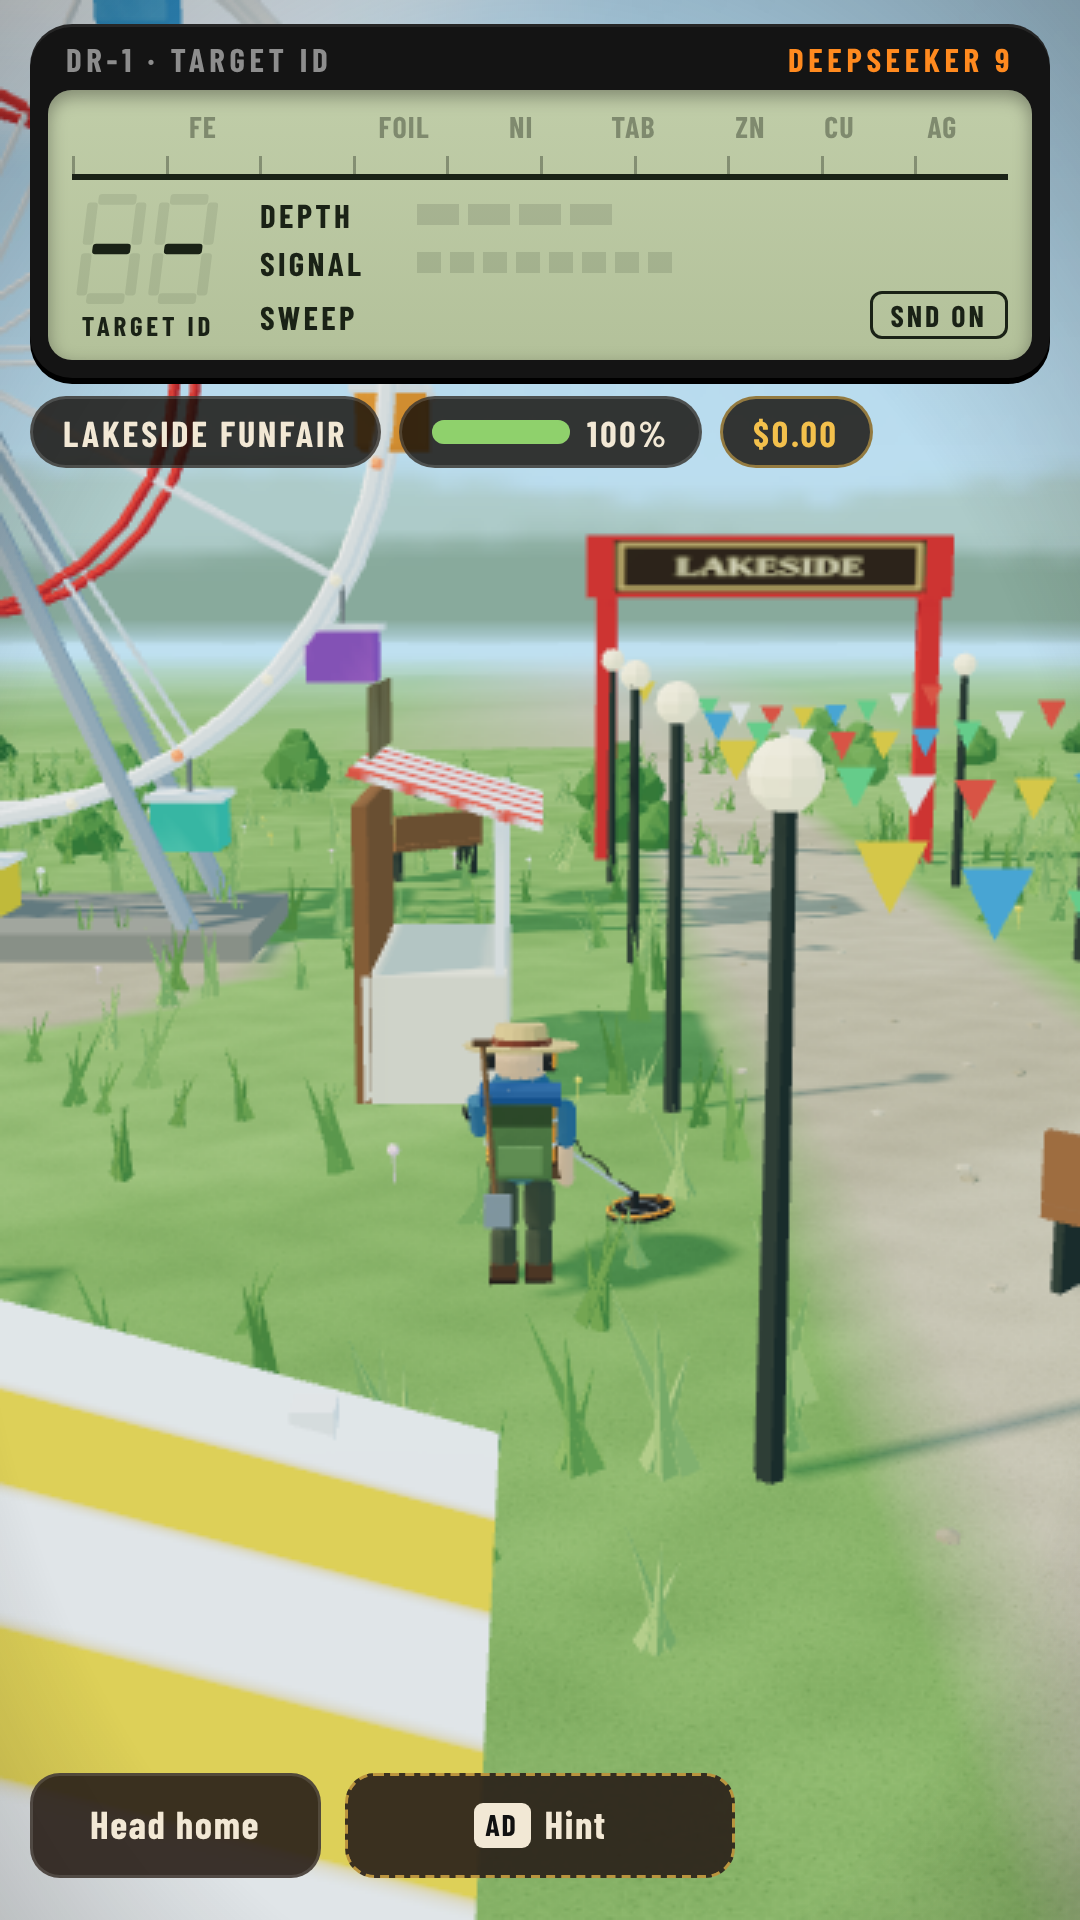 DR-1 · TARGET ID
DEEPSEEKER 9
FE FOIL NI TAB ZN CU AG
DEPTH
SIGNAL
SWEEP
TARGET ID
SND ON
LAKESIDE FUNFAIR
100%
$0.00
LAKESIDE
Head home
AD Hint